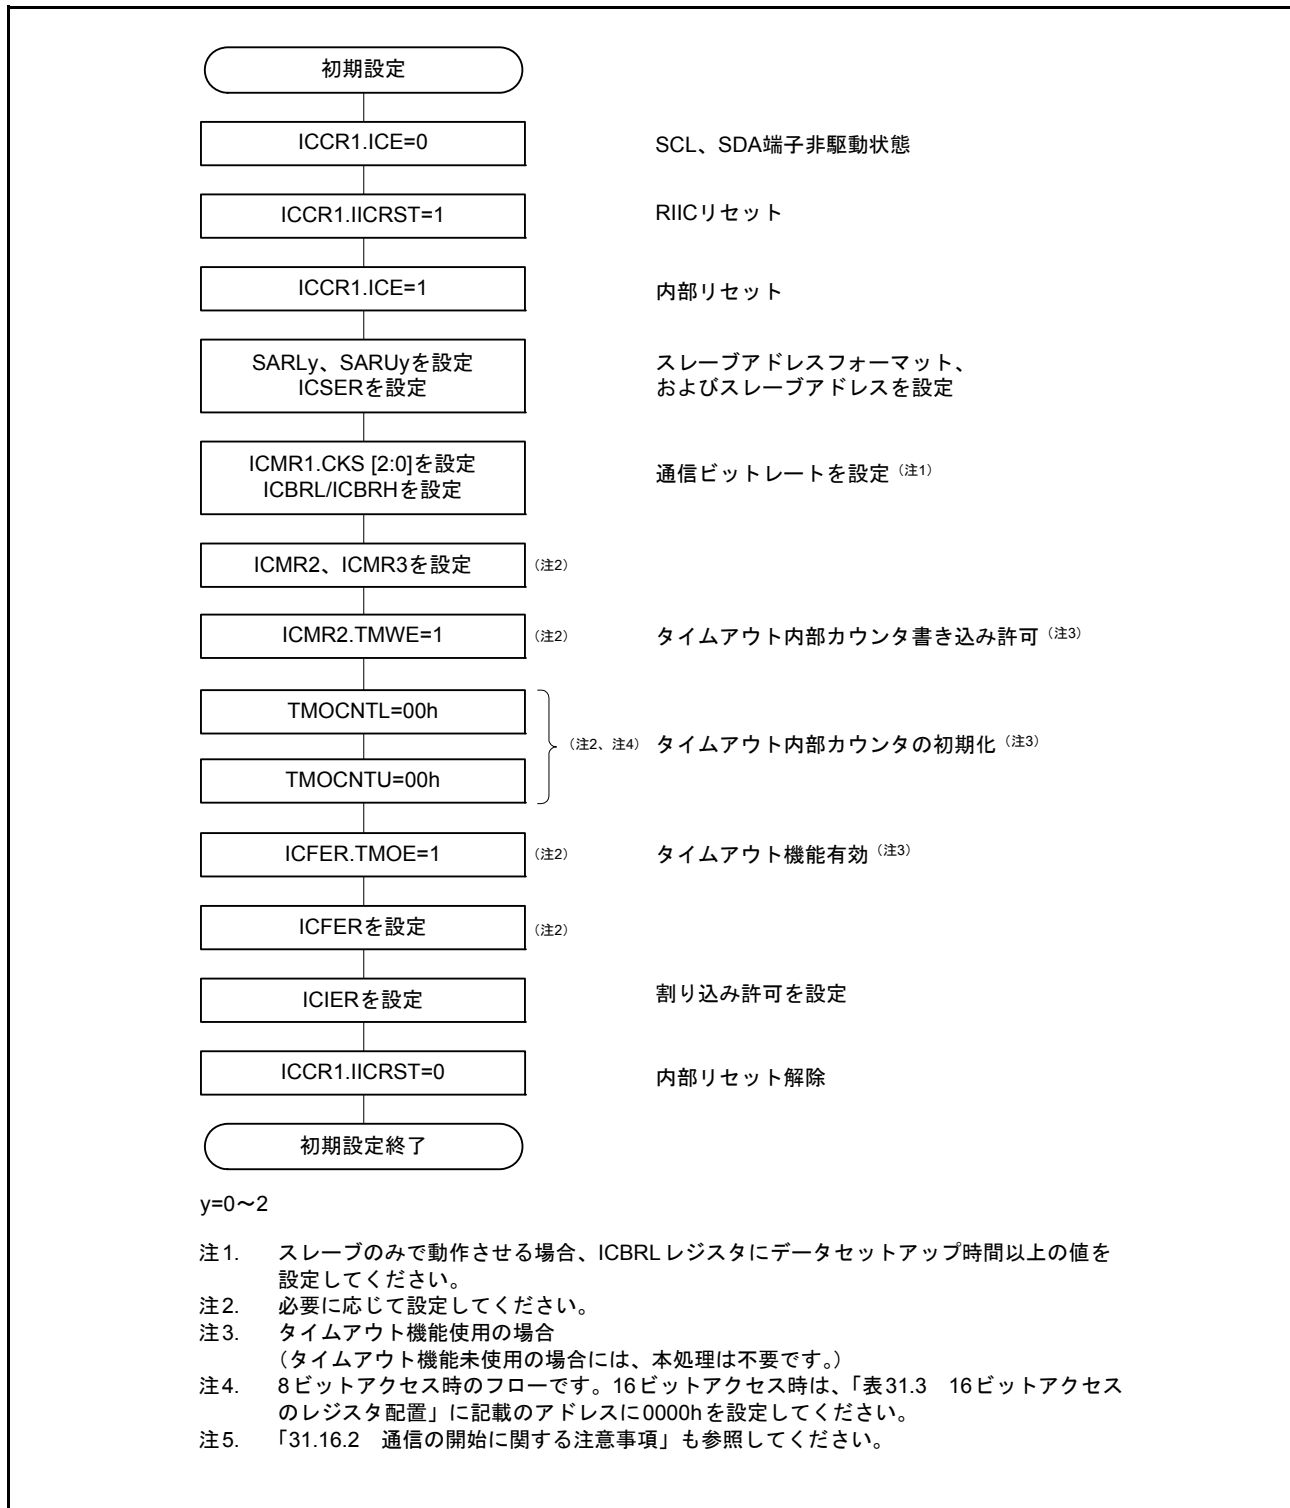 初期設定
ICCR1.ICE=0
SCL、SDA端子非駆動状態
ICCR1.IICRST=1
RIICリセット
ICCR1.ICE=1
内部リセット
SARLy、SARUyを設定
ICSERを設定
スレーブアドレスフォーマット、
およびスレーブアドレスを設定
ICMR1.CKS [2:0]を設定
ICBRL/ICBRHを設定
通信ビットレートを設定（注1）
ICMR2、ICMR3を設定
（注2）
ICMR2.TMWE=1
（注2）
タイムアウト内部カウンタ書き込み許可（注3）
TMOCNTL=00h
TMOCNTU=00h
（注2、注4）
タイムアウト内部カウンタの初期化（注3）
ICFER.TMOE=1
（注2）
タイムアウト機能有効（注3）
ICFERを設定
（注2）
ICIERを設定
割り込み許可を設定
ICCR1.IICRST=0
内部リセット解除
初期設定終了
y=0～2
注1. スレーブのみで動作させる場合、ICBRLレジスタにデータセットアップ時間以上の値を
設定してください。
注2. 必要に応じて設定してください。
注3. タイムアウト機能使用の場合
（タイムアウト機能未使用の場合には、本処理は不要です。）
注4. 8ビットアクセス時のフローです。16ビットアクセス時は、「表31.3　16ビットアクセス
のレジスタ配置」に記載のアドレスに0000hを設定してください。
注5. 「31.16.2　通信の開始に関する注意事項」も参照してください。